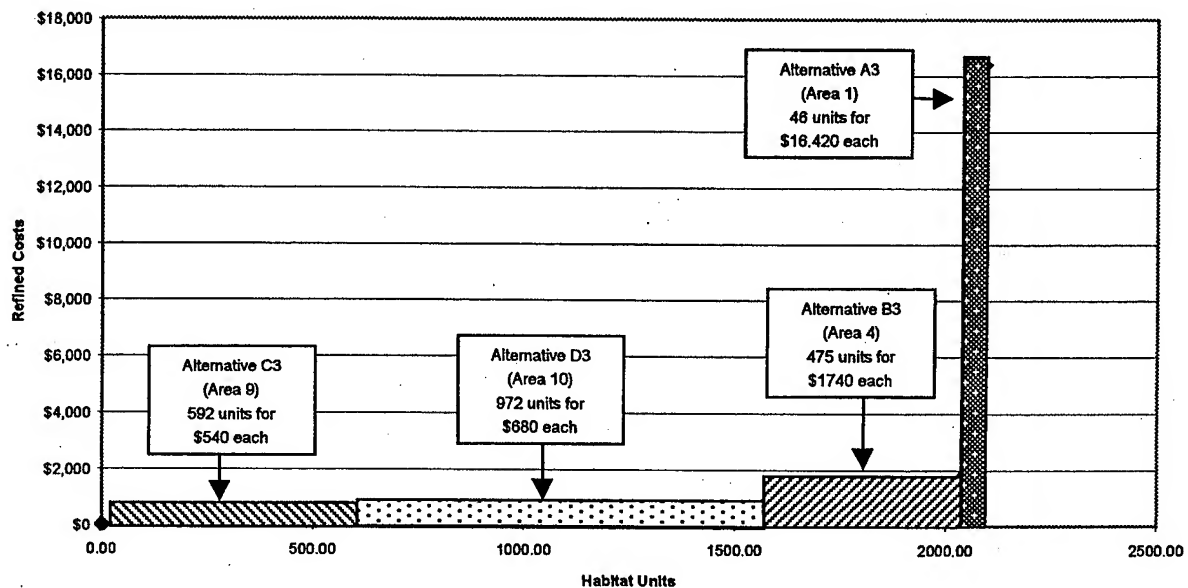 $18,000
$16,000
$14,000
$12,000
$10,000
$8,000
$6,000
$4,000
$2,000
$0
Refined Costs
Alternative A3
(Area 1)
46 units for
$16.420 each
Alternative B3
(Area 4)
475 units for
$1740 each
Alternative D3
(Area 10)
972 units for
$680 each
Alternative C3
(Area 9)
592 units for
$540 each
0.00
500.00
1000.00
1500.00
2000.00
2500.00
Habitat Units